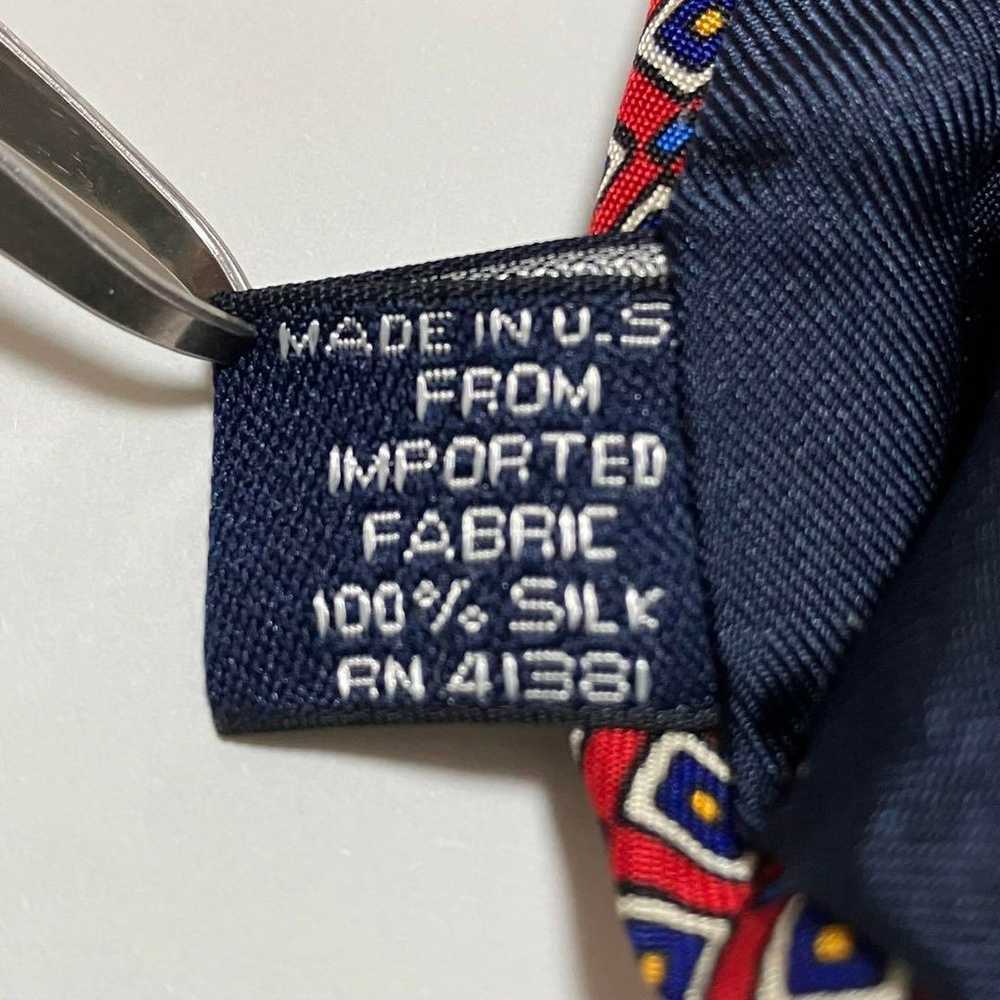 MADE IN U.S.
FROM
IMPORTED
FABRIC
100% SILK
RN 41381